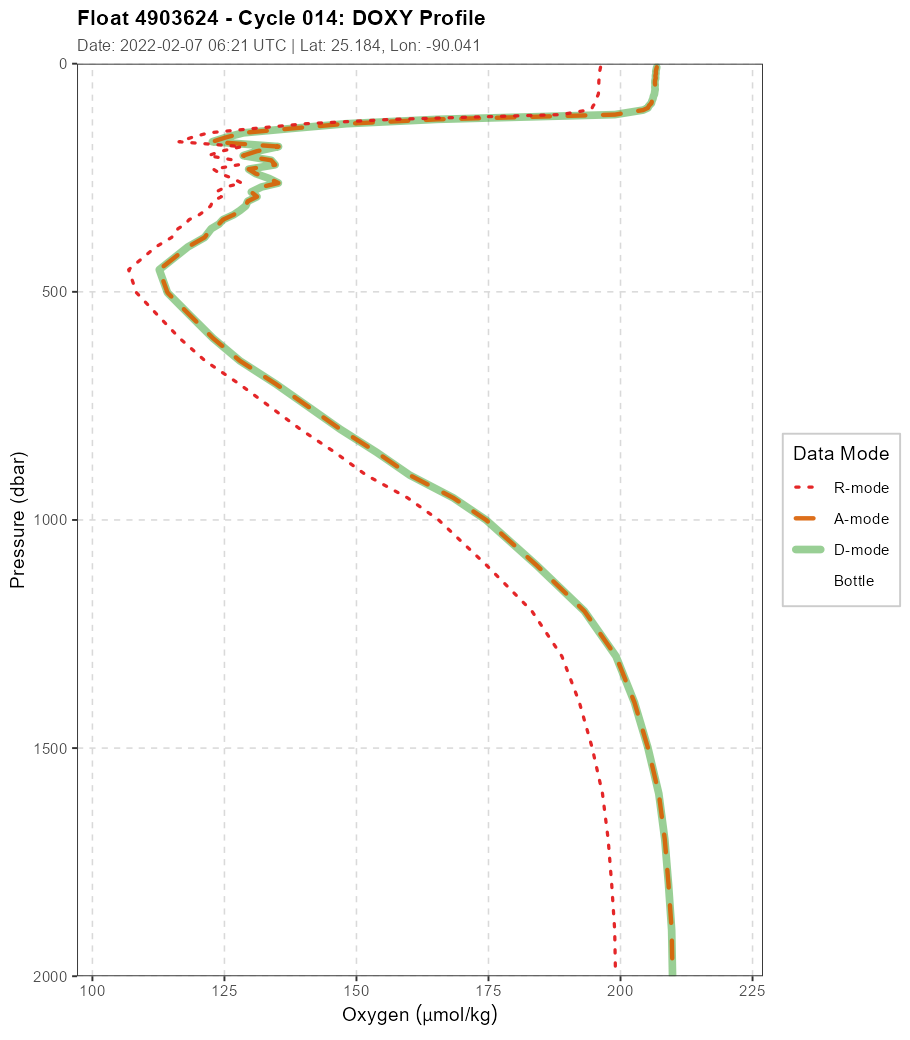 Float 4903624 - Cycle 014: DOXY Profile
Date: 2022-02-07 06:21 UTC | Lat: 25.184, Lon: -90.041
0
500
1000
1500
2000
Pressure (dbar)
100 125 150 175 200 225
Oxygen (µmol/kg)
Data Mode
R-mode
A-mode
D-mode
Bottle